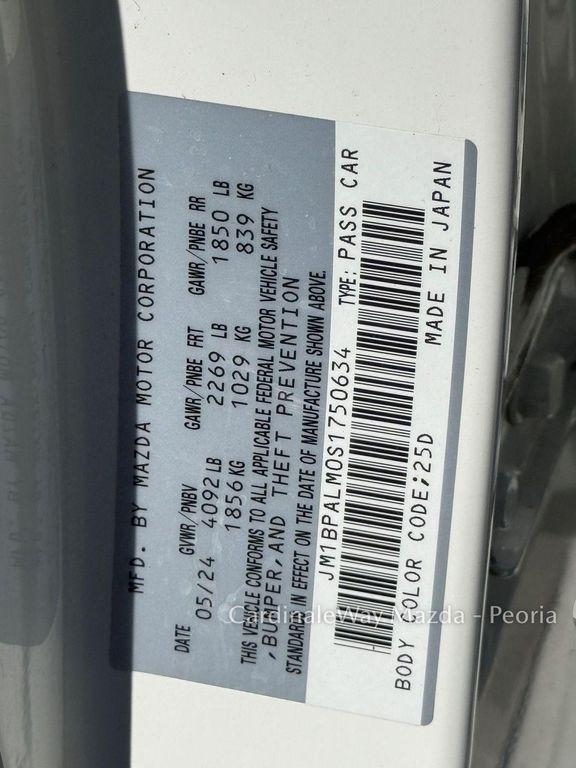 MFD. BY MAZDA MOTOR CORPORATION
DATE GVWR/PNBV GAWR/PNBE FRT GAWR/PNBE RR
05/24 4092LB 2269 LB 1850 LB
1856KG 1029 KG 839 KG
THIS VEHICLE CONFORMS TO ALL APPLICABLE FEDERAL MOTOR VEHICLE SAFETY
, BUMPER, AND THEFT PREVENTION
STANDARDS IN EFFECT ON THE DATE OF MANUFACTURE SHOWN ABOVE.
JM1BPALM0S1750634 TYPE: PASS CAR
BODY COLOR CODE;25D MADE IN JAPAN
CardinaleWay Mazda - Peoria